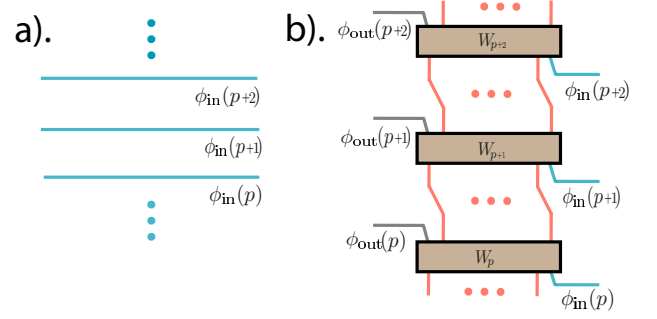 a).
ϕin(p+2)
ϕin(p+1)
ϕin(p)
b).
ϕout(p+2)
Wp+2
ϕin(p+2)
ϕout(p+1)
Wp+1
ϕin(p+1)
ϕout(p)
Wp
ϕin(p)